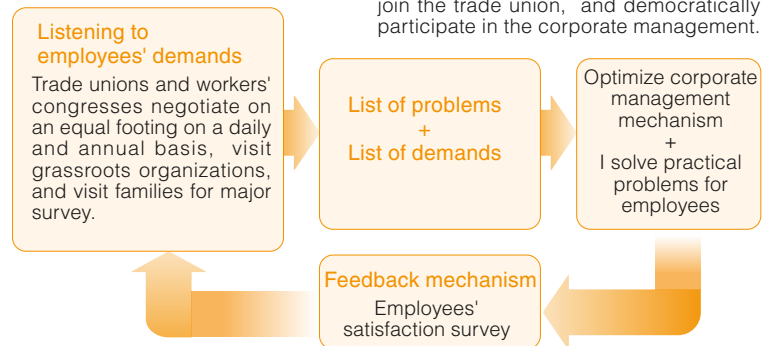 join the trade union, and democratically
participate in the corporate management.
Listening to
employees' demands
Trade unions and workers'
congresses negotiate on
an equal footing on a daily
and annual basis, visit
grassroots organizations,
and visit families for major
survey.
List of problems
+
List of demands
Optimize corporate
management
mechanism
+
I solve practical
problems for
employees
Feedback mechanism
Employees'
satisfaction survey